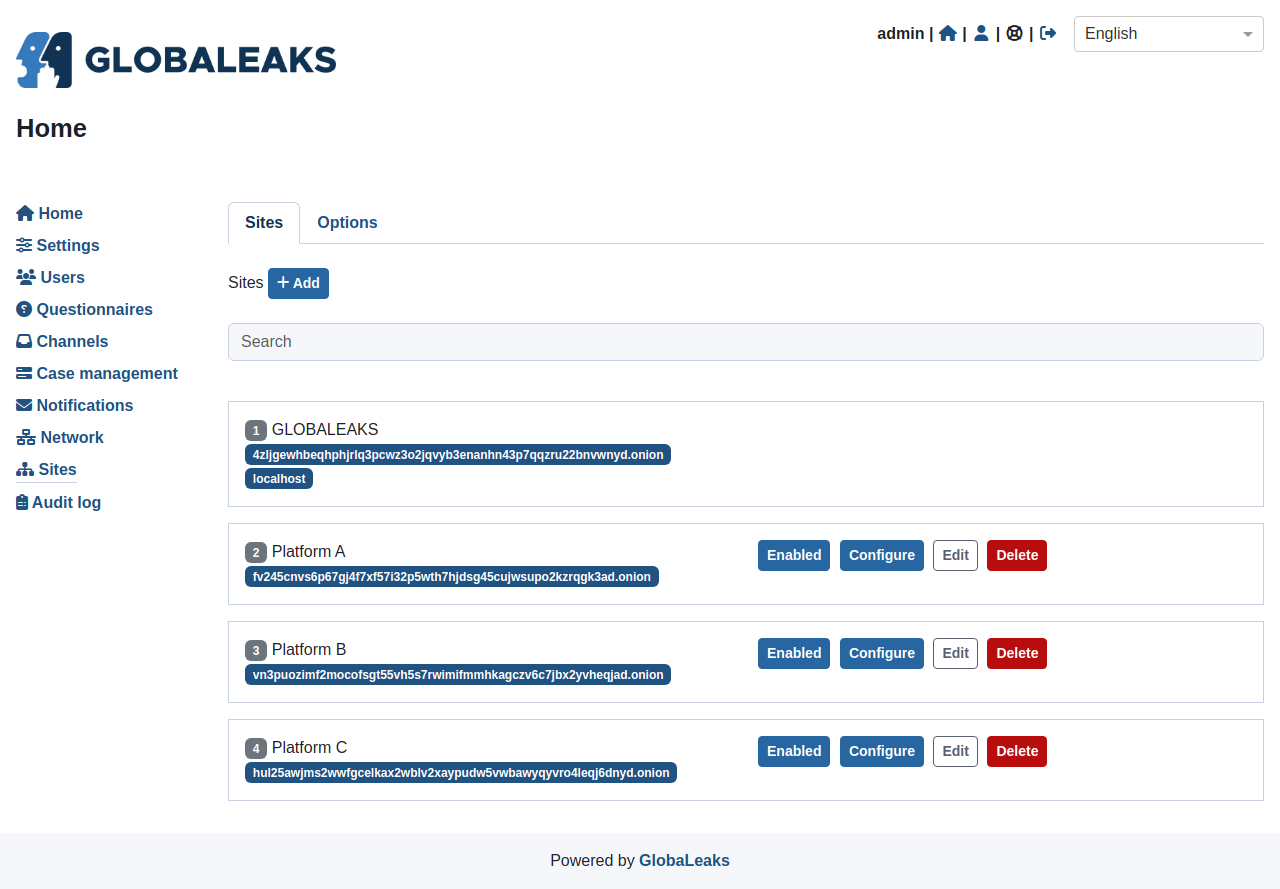 GLOBALEAKS
admin | | | |
English
Home
Home
Settings
Users
Questionnaires
Channels
Case management
Notifications
Network
Sites
Audit log
Sites Options
Sites + Add
Search
1 GLOBALEAKS
4zljgewhbeqhphjrlq3pcwz3o2jqvyb3enanhn43p7qqzru22bnvwnyd.onion
localhost
2 Platform A Enabled Configure Edit Delete
fv245cnvs6p67gj4f7xf57i32p5wth7hjdsg45cujwsupo2kzrqgk3ad.onion
3 Platform B Enabled Configure Edit Delete
vn3puozimf2mocofsgt55vh5s7rwimifmmhkagczv6c7jbx2yvheqjad.onion
4 Platform C Enabled Configure Edit Delete
hul25awjms2wwfgcelkax2wblv2xaypudw5vwbawyqyvro4leqj6dnyd.onion
Powered by GlobaLeaks